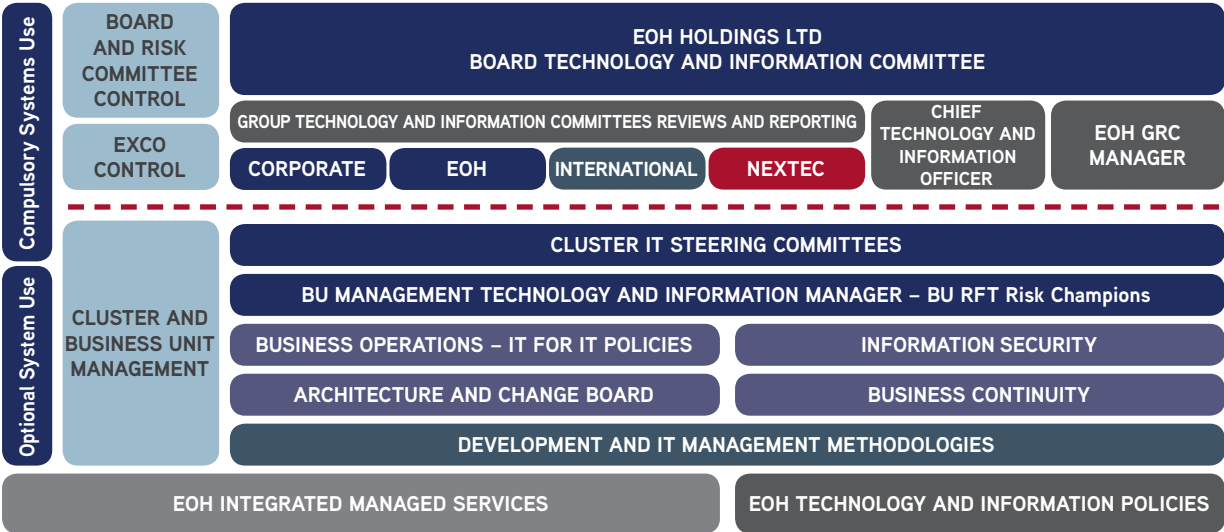 Compulsory Systems Use
BOARD
AND RISK
COMMITTEE
CONTROL
EOH HOLDINGS LTD
BOARD TECHNOLOGY AND INFORMATION COMMITTEE
EXCO
CONTROL
GROUP TECHNOLOGY AND INFORMATION COMMITTEES REVIEWS AND REPORTING
CORPORATE
EOH
INTERNATIONAL
NEXTEC
CHIEF
TECHNOLOGY AND
INFORMATION
OFFICER
EOH GRC
MANAGER
Optional System Use
CLUSTER AND
BUSINESS UNIT
MANAGEMENT
CLUSTER IT STEERING COMMITTEES
BU MANAGEMENT TECHNOLOGY AND INFORMATION MANAGER – BU RFT Risk Champions
BUSINESS OPERATIONS – IT FOR IT POLICIES
INFORMATION SECURITY
ARCHITECTURE AND CHANGE BOARD
BUSINESS CONTINUITY
DEVELOPMENT AND IT MANAGEMENT METHODOLOGIES
EOH INTEGRATED MANAGED SERVICES
EOH TECHNOLOGY AND INFORMATION POLICIES